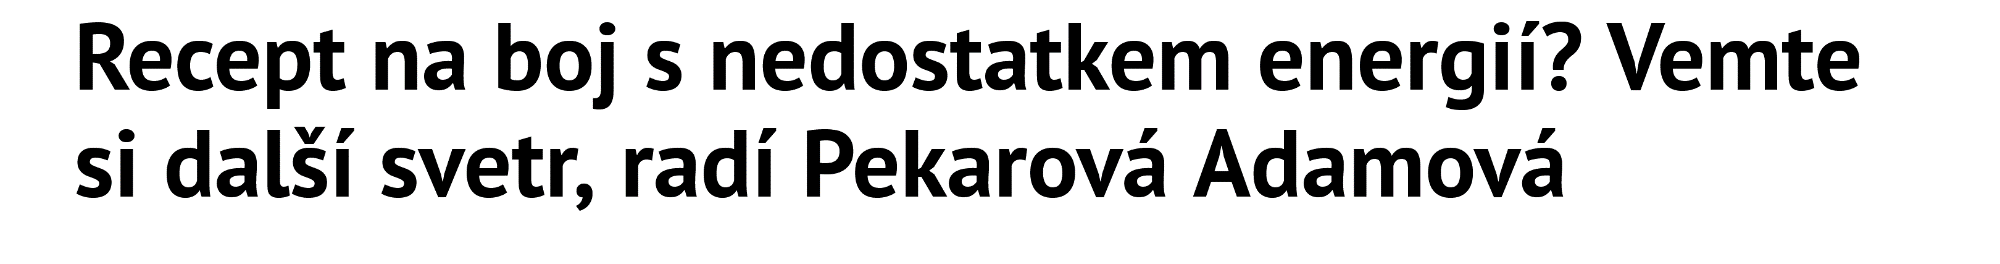 Recept na boj s nedostatkem energií? Vemte
si další svetr, radí Pekarová Adamová